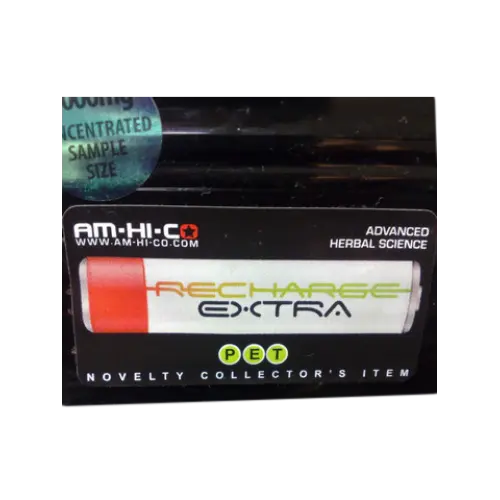 NCENTRATED
SAMPLE
SIZE
AM-HI-CO
WWW.AM-HI-CO.COM
ADVANCED
HERBAL SCIENCE
RECHARGE
EXTRA
PET
NOVELTY COLLECTOR'S ITEM